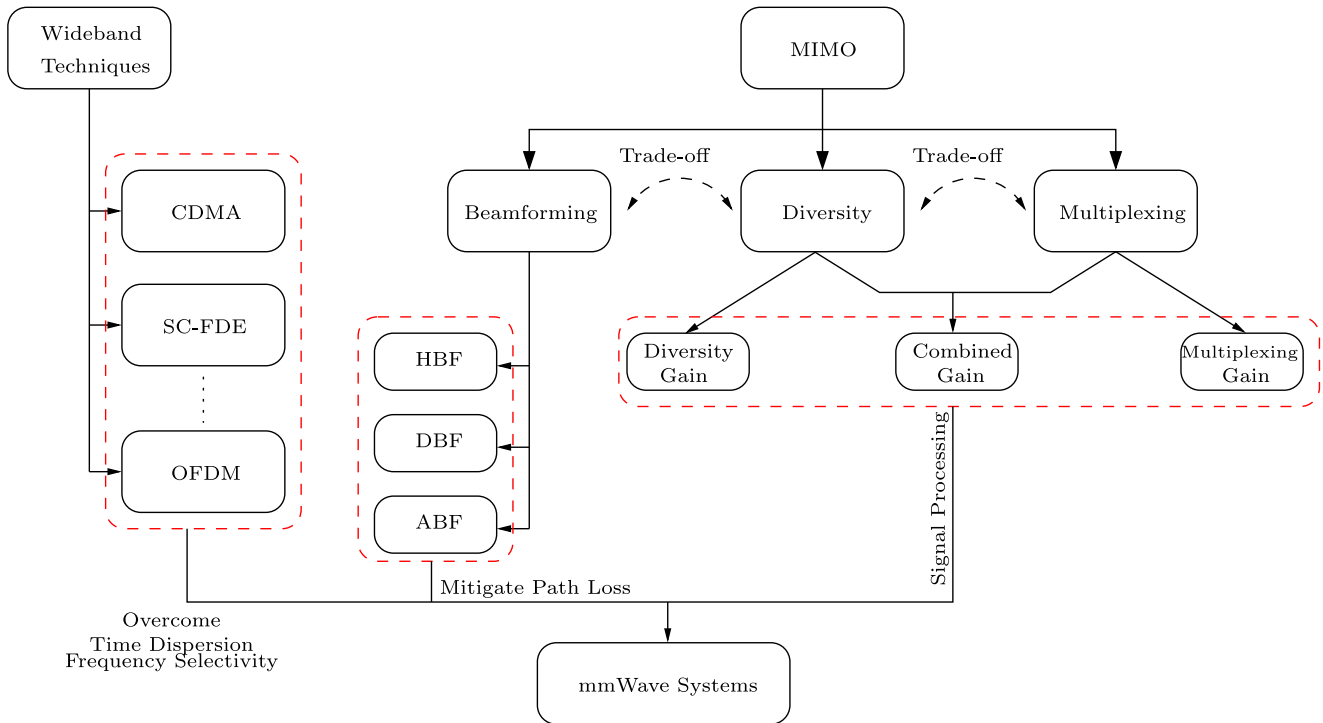 Wideband
Techniques
MIMO
Trade-off
Trade-off
CDMA
Beamforming
Diversity
Multiplexing
SC-FDE
HBF
Diversity
Gain
Combined
Gain
Multiplexing
Gain
DBF
OFDM
ABF
Signal Processing
Mitigate Path Loss
Overcome
Time Dispersion
Frequency Selectivity
mmWave Systems